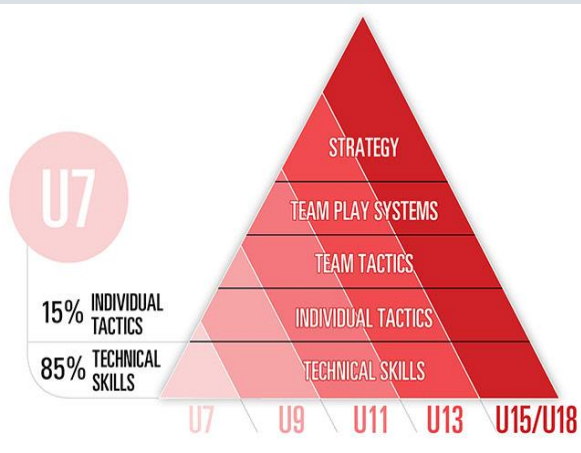 STRATEGY
U7
TEAM PLAY SYSTEMS
TEAM TACTICS
15% INDIVIDUAL TACTICS
INDIVIDUAL TACTICS
85% TECHNICAL SKILLS
TECHNICAL SKILLS
U7 U9 U11 U13 U15/U18